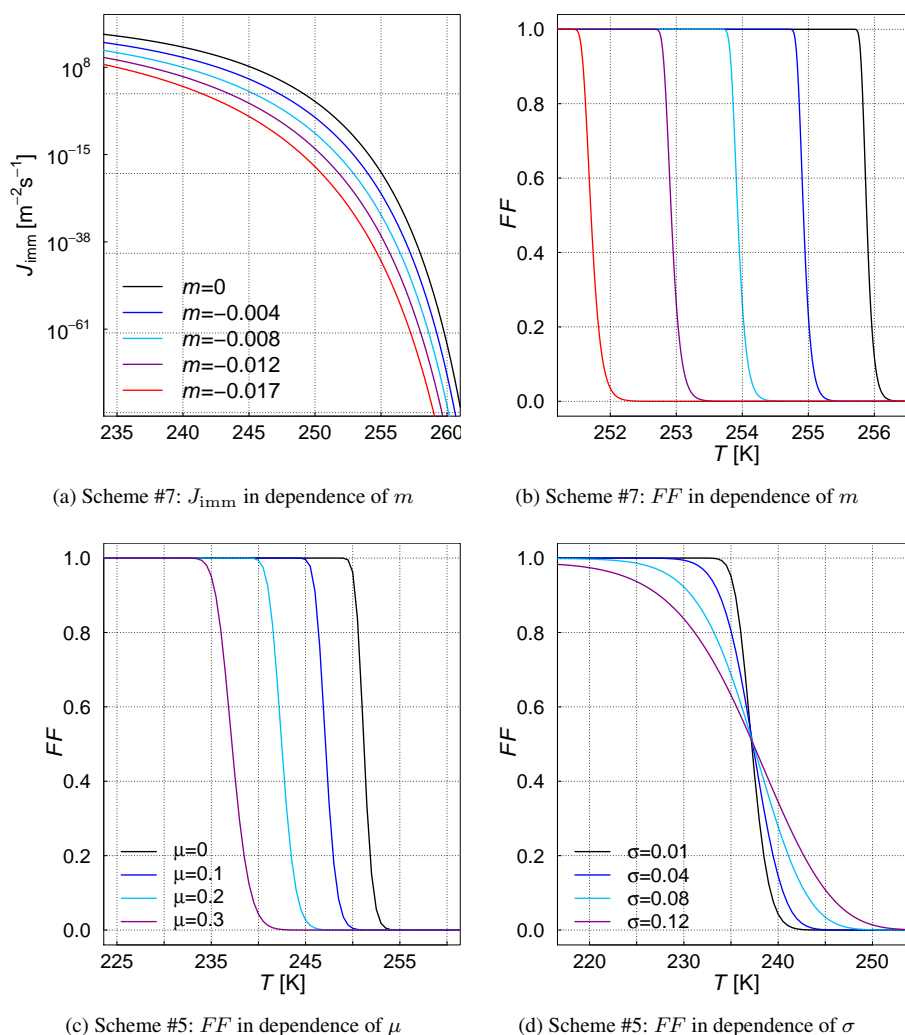 J_imm [m⁻²s⁻¹]
10⁸
10⁻¹⁵
10⁻³⁸
10⁻⁶¹
m=0
m=−0.004
m=−0.008
m=−0.012
m=−0.017
235 240 245 250 255 260
(a) Scheme #7: J_imm in dependence of m
FF
1.0
0.8
0.6
0.4
0.2
0.0
252 253 254 255 256
T [K]
(b) Scheme #7: FF in dependence of m
FF
1.0
0.8
0.6
0.4
0.2
0.0
μ=0
μ=0.1
μ=0.2
μ=0.3
225 235 245 255
T [K]
(c) Scheme #5: FF in dependence of μ
FF
1.0
0.8
0.6
0.4
0.2
0.0
σ=0.01
σ=0.04
σ=0.08
σ=0.12
220 230 240 250
T [K]
(d) Scheme #5: FF in dependence of σ